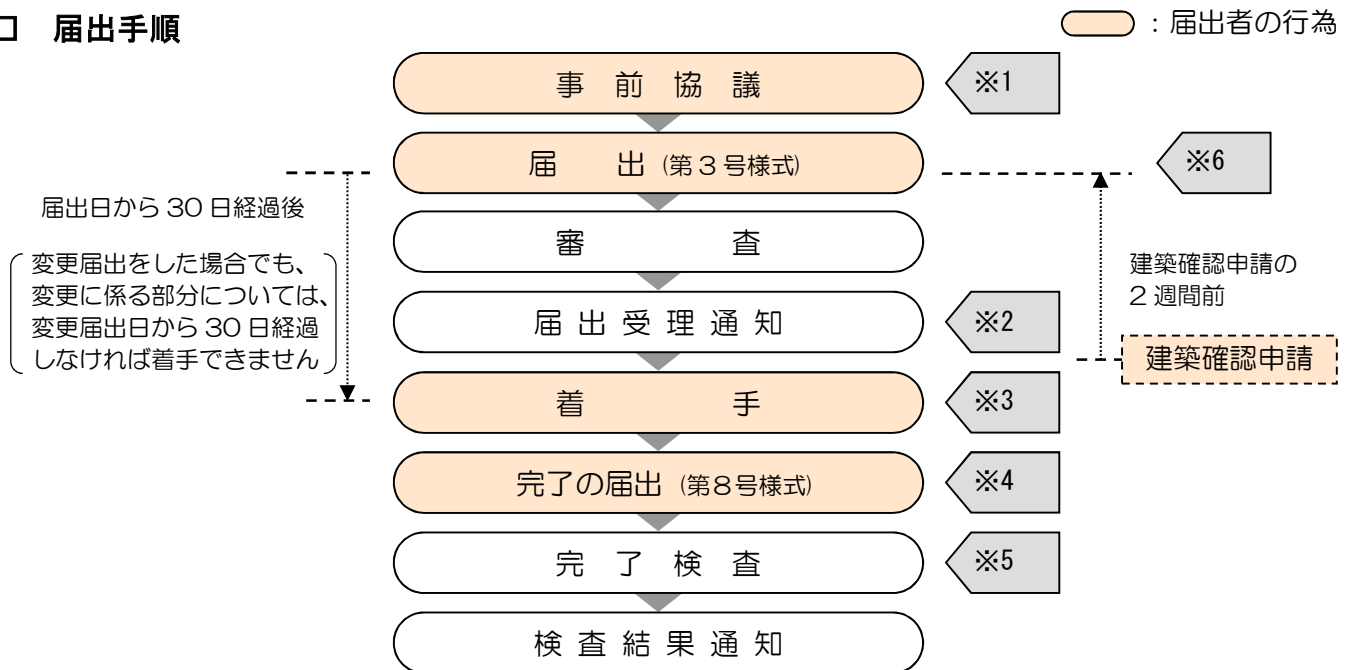 □ 届出手順
：届出者の行為
事前協議
※1
届出（第３号様式）
※6
届出日から 30 日経過後
変更届出をした場合でも、
変更に係る部分については、
変更届出日から 30 日経過
しなければ着手できません
審査
建築確認申請の
2 週間前
届出受理通知
※2
建築確認申請
着手
※3
完了の届出（第８号様式）
※4
完了検査
※5
検査結果通知